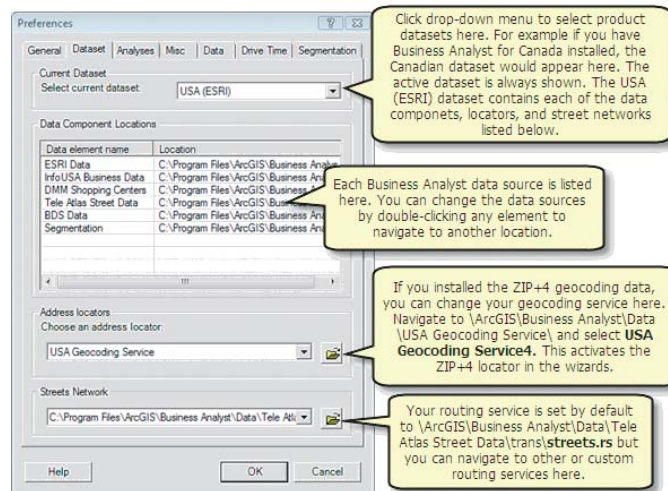 Preferences
General Dataset Analyses Misc Data Drive Time Segmentation
Current Dataset
Select current dataset:
USA (ESRI)
Data Component Locations
Data element name Location
ESRI Data C:\Program Files\ArcGIS\Business Analys
InfoUSA Business Data C:\Program Files\ArcGIS\Business Ana
DMM Shopping Centers C:\Program Files\ArcGIS\Business Ana
Tele Atlas Street Data C:\Program Files\ArcGIS\Business Ana
BDS Data C:\Program Files\ArcGIS\Business Ana
Segmentation C:\Program Files\ArcGIS\Business Ana
Address locators
Choose an address locator:
USA Geocoding Service
Streets Network
C:\Program Files\ArcGIS\Business Analyst\Data\Tele Atla
Help OK Cancel
Click drop-down menu to select product
datasets here. For example if you have
Business Analyst for Canada installed, the
Canadian dataset would appear here. The
active dataset is always shown. The USA
(ESRI) dataset contains each of the data
componets, locators, and street networks
listed below.
Each Business Analyst data source is listed
here. You can change the data sources
by double-clicking any element to
navigate to another location.
If you installed the ZIP+4 geocoding data,
you can change your geocoding service here.
Navigate to \ArcGIS\Business Analyst\Data
\USA Geocoding Service\ and select USA
Geocoding Service4. This activates the
ZIP+4 locator in the wizards.
Your routing service is set by default
to \ArcGIS\Business Analyst\Data\Tele
Atlas Street Data\trans\streets.rs but
you can navigate to other or custom
routing services here.